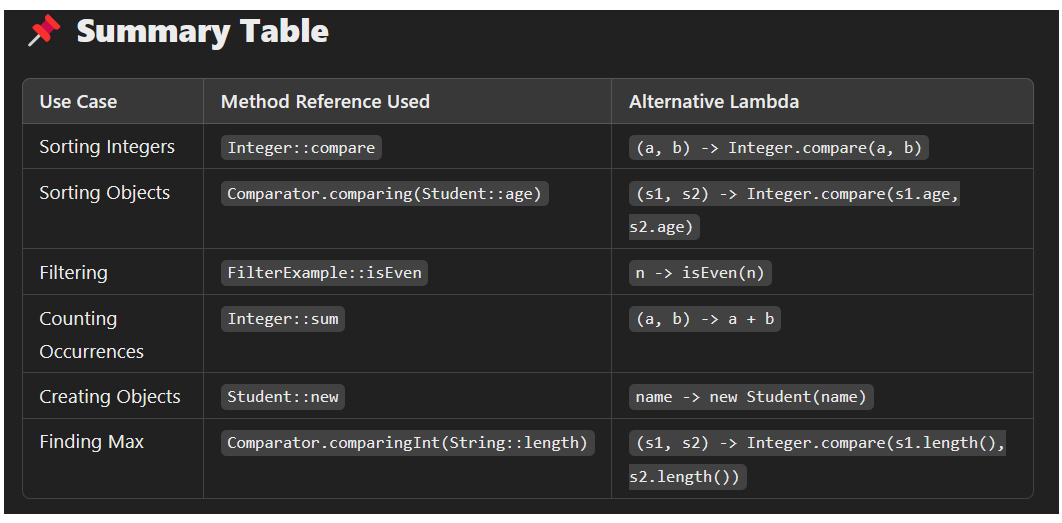 📌 Summary Table
Use Case Method Reference Used Alternative Lambda
Sorting Integers Integer::compare (a, b) -> Integer.compare(a, b)
Sorting Objects Comparator.comparing(Student::age) (s1, s2) -> Integer.compare(s1.age,
s2.age)
Filtering FilterExample::isEven n -> isEven(n)
Counting Integer::sum (a, b) -> a + b
Occurrences
Creating Objects Student::new name -> new Student(name)
Finding Max Comparator.comparingInt(String::length) (s1, s2) -> Integer.compare(s1.length(),
s2.length())